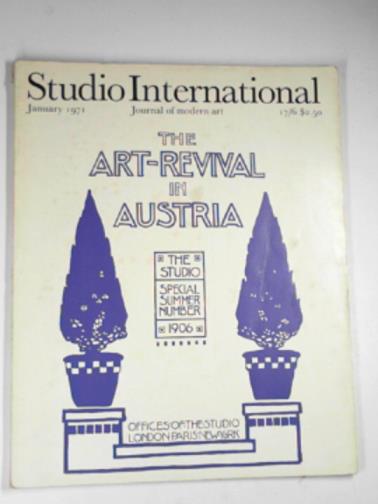 Studio International
January 1971 Journal of modern art 17/6 $2.50
THE
ART-REVIVAL
IN
AUSTRIA
THE
STUDIO
SPECIAL
SUMMER
NUMBER
1906
OFFICES OF THE STUDIO
LONDON PARIS NEW YORK